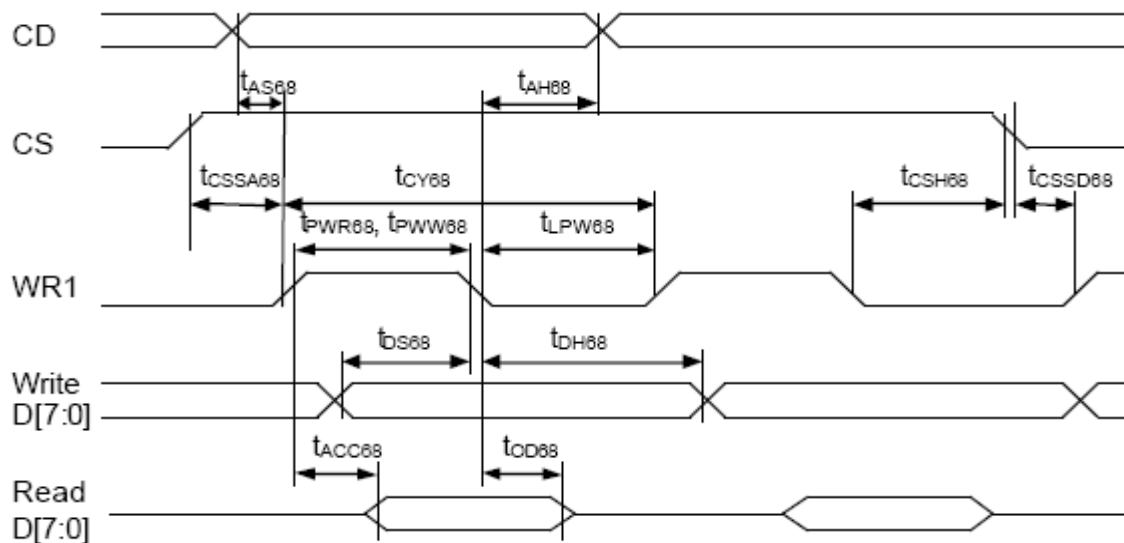 CD
tAS68
tAH68
CS
tCSSA68
tCY68
tCSH68
tCSSD68
tPWR68, tPWW68
tLPW68
WR1
tDS68
tDH68
Write
D[7:0]
tACC68
tOD68
Read
D[7:0]